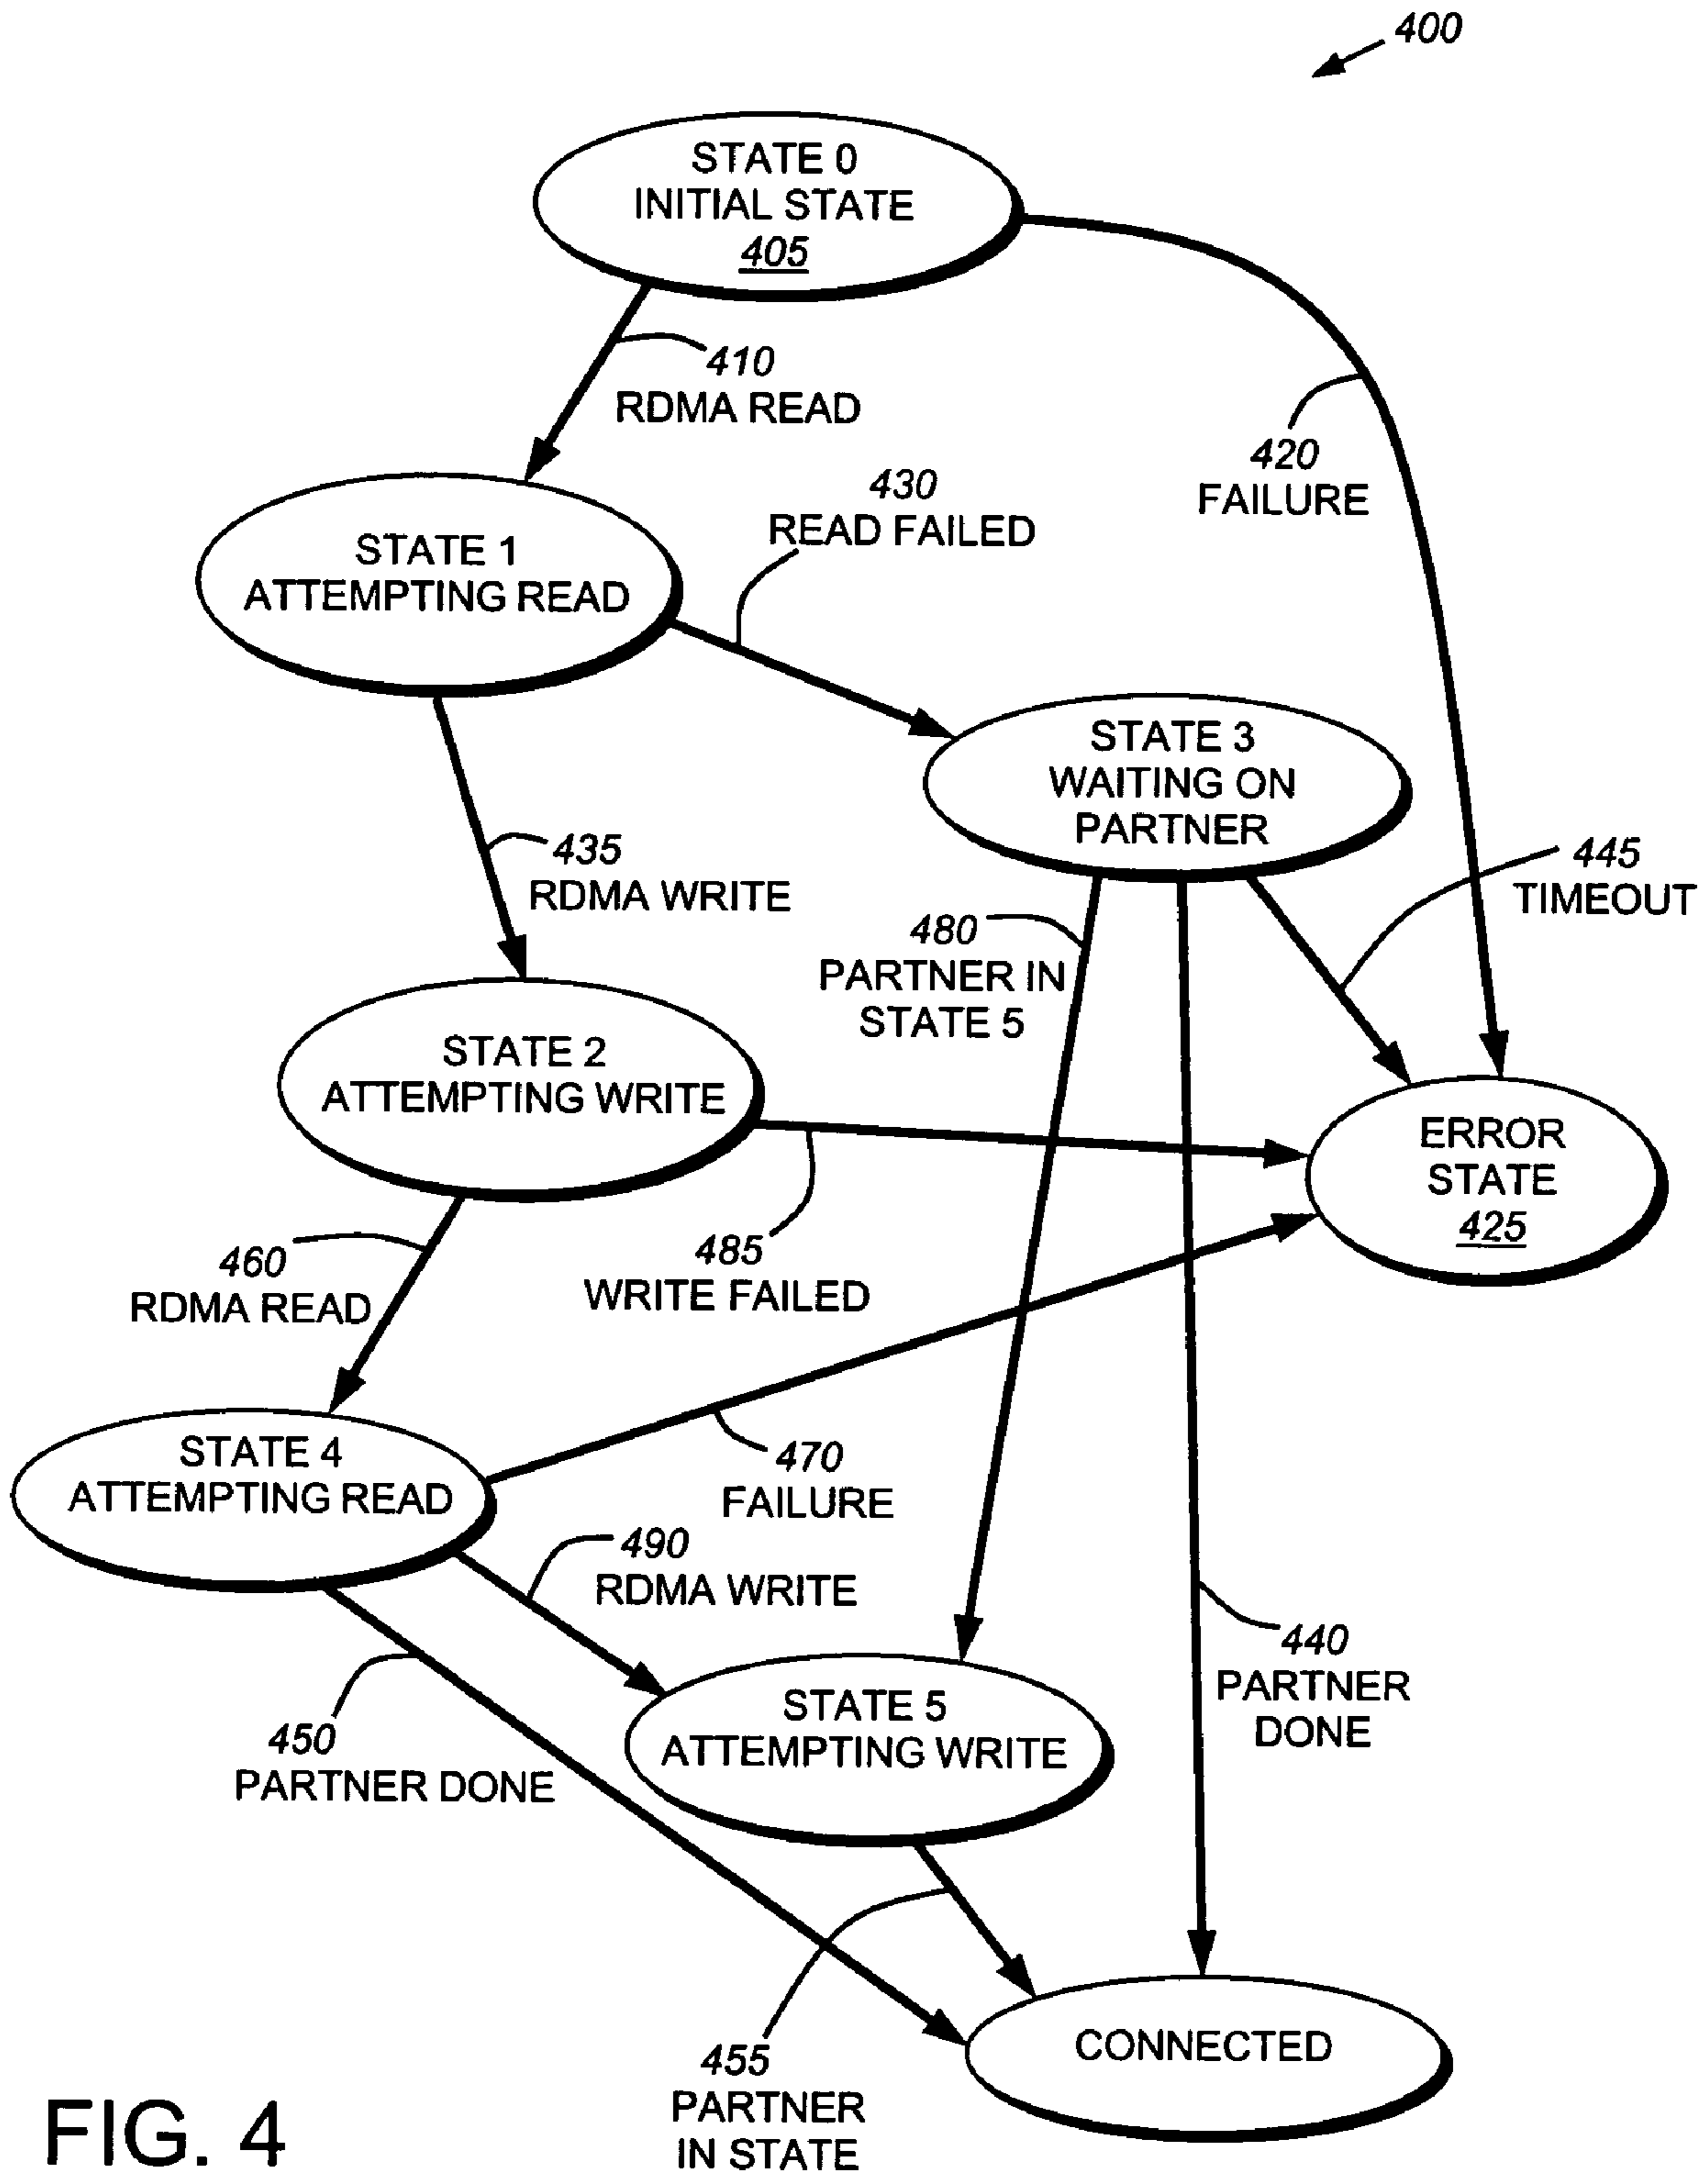 400
STATE 0
INITIAL STATE
405
410
RDMA READ
420
FAILURE
430
READ FAILED
STATE 1
ATTEMPTING READ
STATE 3
WAITING ON
PARTNER
435
RDMA WRITE
445
TIMEOUT
480
PARTNER IN
STATE 5
STATE 2
ATTEMPTING WRITE
ERROR
STATE
425
485
WRITE FAILED
460
RDMA READ
STATE 4
ATTEMPTING READ
470
FAILURE
490
RDMA WRITE
440
PARTNER
DONE
STATE 5
ATTEMPTING WRITE
450
PARTNER DONE
CONNECTED
455
PARTNER
IN STATE
FIG. 4